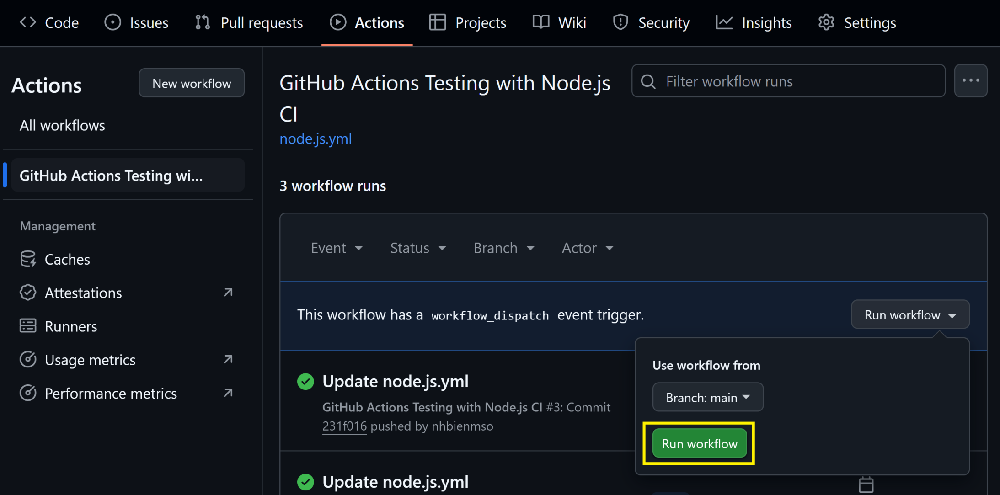 Code Issues Pull requests Actions Projects Wiki Security Insights Settings
Actions
New workflow
All workflows
GitHub Actions Testing wi...
Management
Caches
Attestations
Runners
Usage metrics
Performance metrics
GitHub Actions Testing with Node.js
CI
node.js.yml
Filter workflow runs
3 workflow runs
Event Status Branch Actor
This workflow has a workflow_dispatch event trigger.
Run workflow
Use workflow from
Branch: main
Run workflow
Update node.js.yml
GitHub Actions Testing with Node.js CI #3: Commit
231f016 pushed by nhbienmso
Update node.js.yml